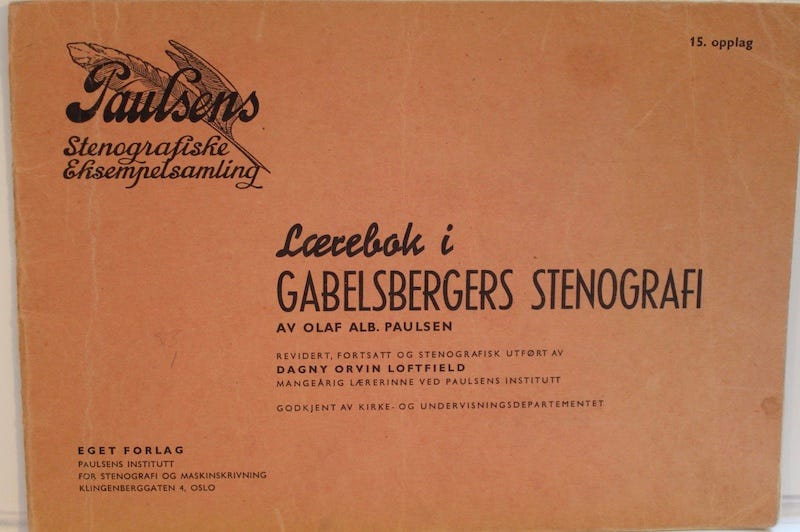 15. opplag
Paulsens
Stenografiske
Eksempelsamling
Lærebok i
GABELSBERGERS STENOGRAFI
AV OLAF ALB. PAULSEN
REVIDERT, FORTSATT OG STENOGRAFISK UTFØRT AV
DAGNY ORVIN LOFTFIELD
MANGEÅRIG LÆRERINNE VED PAULSENS INSTITUTT
GODKJENT AV KIRKE- OG UNDERVISNINGSDEPARTEMENTET
EGET FORLAG
PAULSENS INSTITUTT
FOR STENOGRAFI OG MASKINSKRIVNING
KLINGENBERGGATEN 4, OSLO